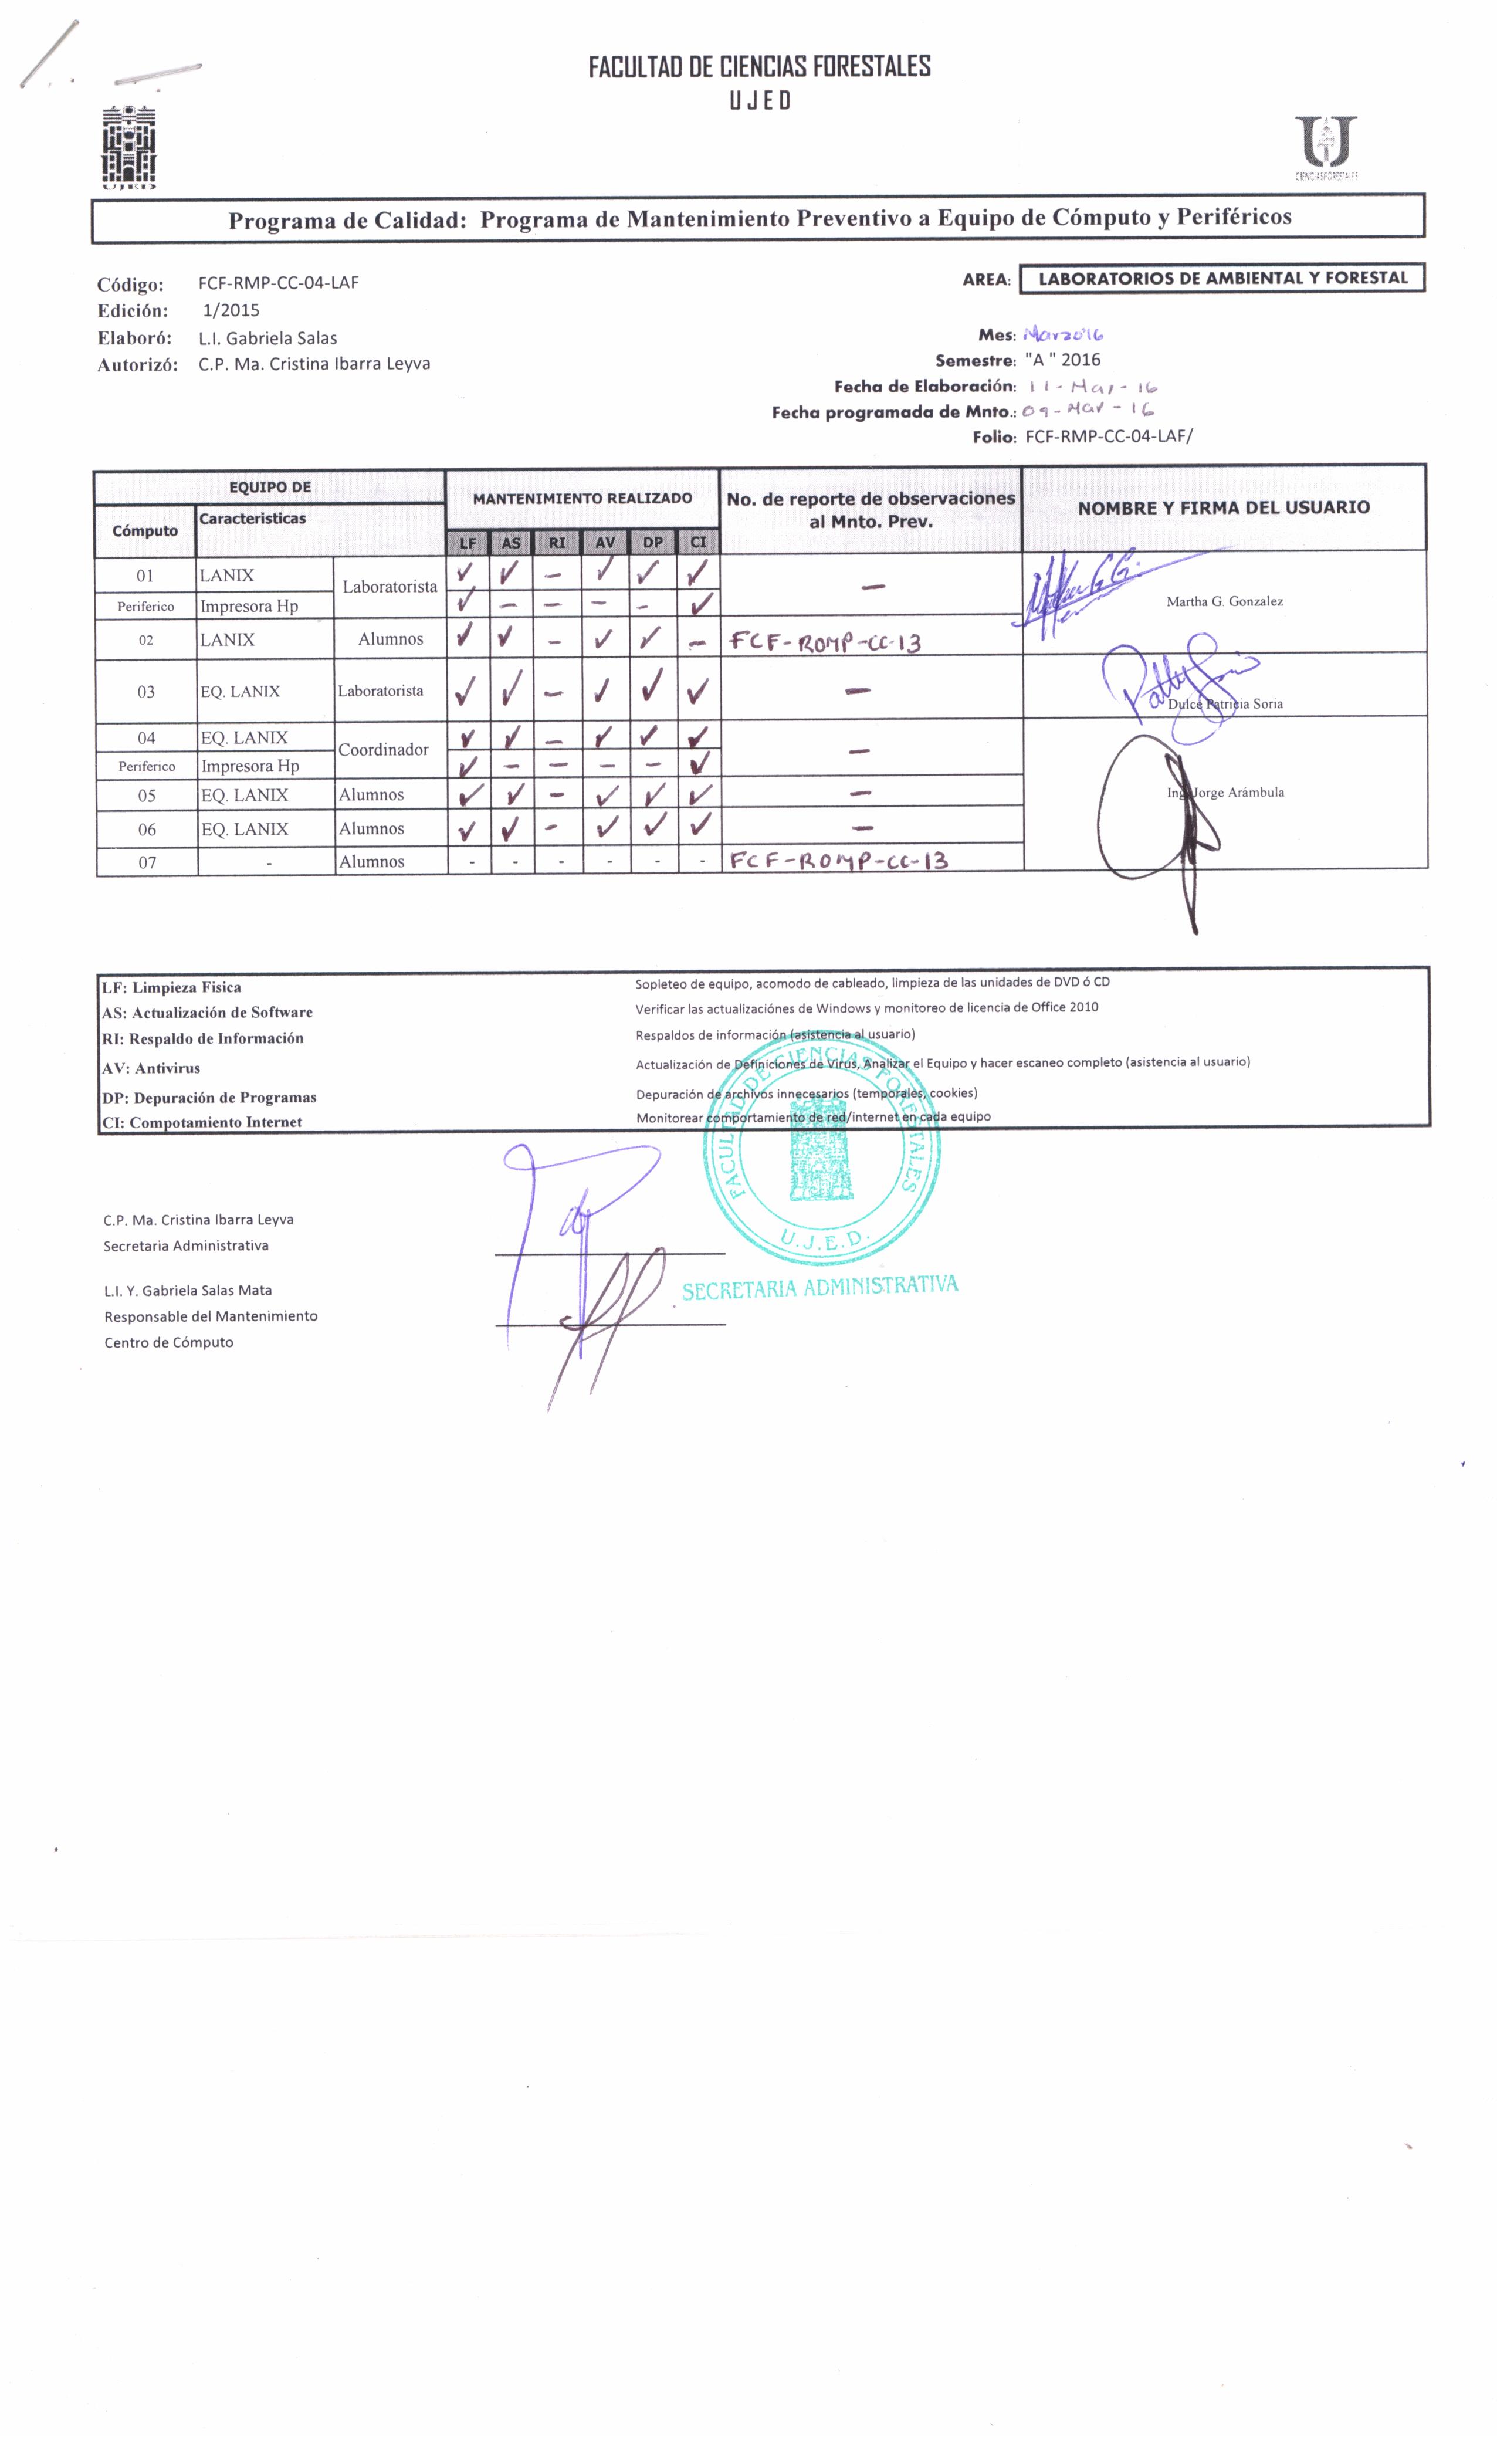 FACULTAD DE CIENCIAS FORESTALES
UJED
UJED
CIENCIAS FORESTALES
Programa de Calidad: Programa de Mantenimiento Preventivo a Equipo de Cómputo y Periféricos
Código: FCF-RMP-CC-04-LAF
Edición: 1/2015
Elaboró: L.I. Gabriela Salas
Autorizó: C.P. Ma. Cristina Ibarra Leyva
AREA: LABORATORIOS DE AMBIENTAL Y FORESTAL
Mes: Marzo'16
Semestre: "A " 2016
Fecha de Elaboración: 11-Mar-16
Fecha programada de Mnto.: 09-Mar-16
Folio: FCF-RMP-CC-04-LAF/
EQUIPO DE MANTENIMIENTO REALIZADO No. de reporte de observaciones al Mnto. Prev. NOMBRE Y FIRMA DEL USUARIO
Cómputo Caracteristicas LF AS RI AV DP CI
01 LANIX Laboratorista ✓ ✓ – ✓ ✓ ✓ – Martha G. Gonzalez
Periferico Impresora Hp ✓ – – – – ✓
02 LANIX Alumnos ✓ ✓ – ✓ ✓ – FCF-ROMP-CC-13
03 EQ. LANIX Laboratorista ✓ ✓ – ✓ ✓ ✓ – Dulce Patricia Soria
04 EQ. LANIX Coordinador ✓ ✓ – ✓ ✓ ✓ – Ing. Jorge Arámbula
Periferico Impresora Hp ✓ – – – – ✓
05 EQ. LANIX Alumnos ✓ ✓ – ✓ ✓ ✓ –
06 EQ. LANIX Alumnos ✓ ✓ – ✓ ✓ ✓ –
07 - Alumnos - - - - - - FCF-ROMP-CC-13
LF: Limpieza Fisica Sopleteo de equipo, acomodo de cableado, limpieza de las unidades de DVD ó CD
AS: Actualización de Software Verificar las actualizaciónes de Windows y monitoreo de licencia de Office 2010
RI: Respaldo de Información Respaldos de información (asistencia al usuario)
AV: Antivirus Actualización de Definiciones de Virus, Analizar el Equipo y hacer escaneo completo (asistencia al usuario)
DP: Depuración de Programas Depuración de archivos innecesarios (temporales, cookies)
CI: Compotamiento Internet Monitorear comportamiento de red/internet en cada equipo
FACULTAD DE CIENCIAS FORESTALES
U.J.E.D.
SECRETARIA ADMINISTRATIVA
C.P. Ma. Cristina Ibarra Leyva
Secretaria Administrativa
L.I. Y. Gabriela Salas Mata
Responsable del Mantenimiento
Centro de Cómputo